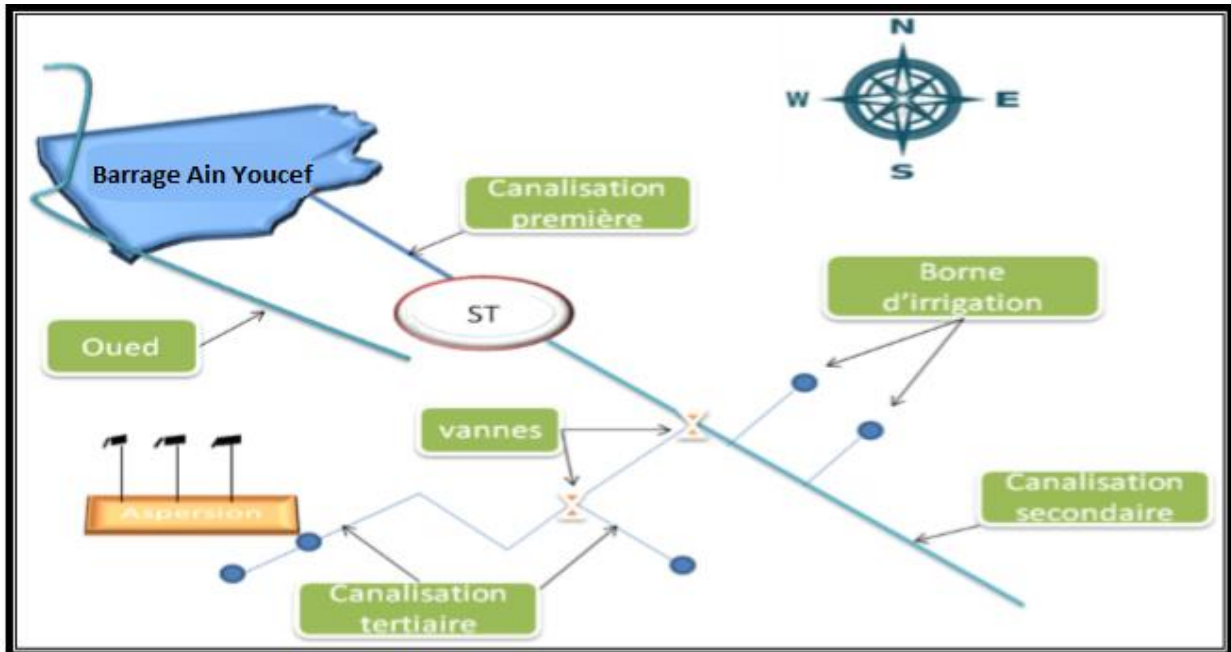 N
W
E
S
Barrage Ain Youcef
Canalisation
première
ST
Borne
d'irrigation
Oued
vannes
Canalisation
secondaire
Aspersion
Canalisation
tertiaire